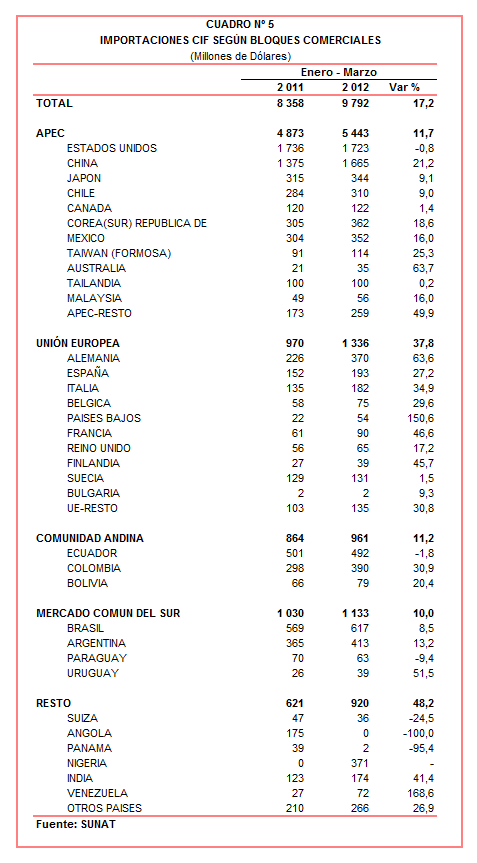 CUADRO Nº 5
IMPORTACIONES CIF SEGÚN BLOQUES COMERCIALES
(Millones de Dólares)
Enero - Marzo
2 011 2 012 Var %
TOTAL 8 358 9 792 17,2
APEC 4 873 5 443 11,7
ESTADOS UNIDOS 1 736 1 723 -0,8
CHINA 1 375 1 665 21,2
JAPON 315 344 9,1
CHILE 284 310 9,0
CANADA 120 122 1,4
COREA(SUR) REPUBLICA DE 305 362 18,6
MEXICO 304 352 16,0
TAIWAN (FORMOSA) 91 114 25,3
AUSTRALIA 21 35 63,7
TAILANDIA 100 100 0,2
MALAYSIA 49 56 16,0
APEC-RESTO 173 259 49,9
UNIÓN EUROPEA 970 1 336 37,8
ALEMANIA 226 370 63,6
ESPAÑA 152 193 27,2
ITALIA 135 182 34,9
BELGICA 58 75 29,6
PAISES BAJOS 22 54 150,6
FRANCIA 61 90 46,6
REINO UNIDO 56 65 17,2
FINLANDIA 27 39 45,7
SUECIA 129 131 1,5
BULGARIA 2 2 9,3
UE-RESTO 103 135 30,8
COMUNIDAD ANDINA 864 961 11,2
ECUADOR 501 492 -1,8
COLOMBIA 298 390 30,9
BOLIVIA 66 79 20,4
MERCADO COMUN DEL SUR 1 030 1 133 10,0
BRASIL 569 617 8,5
ARGENTINA 365 413 13,2
PARAGUAY 70 63 -9,4
URUGUAY 26 39 51,5
RESTO 621 920 48,2
SUIZA 47 36 -24,5
ANGOLA 175 0 -100,0
PANAMA 39 2 -95,4
NIGERIA 0 371 -
INDIA 123 174 41,4
VENEZUELA 27 72 168,6
OTROS PAISES 210 266 26,9
Fuente: SUNAT